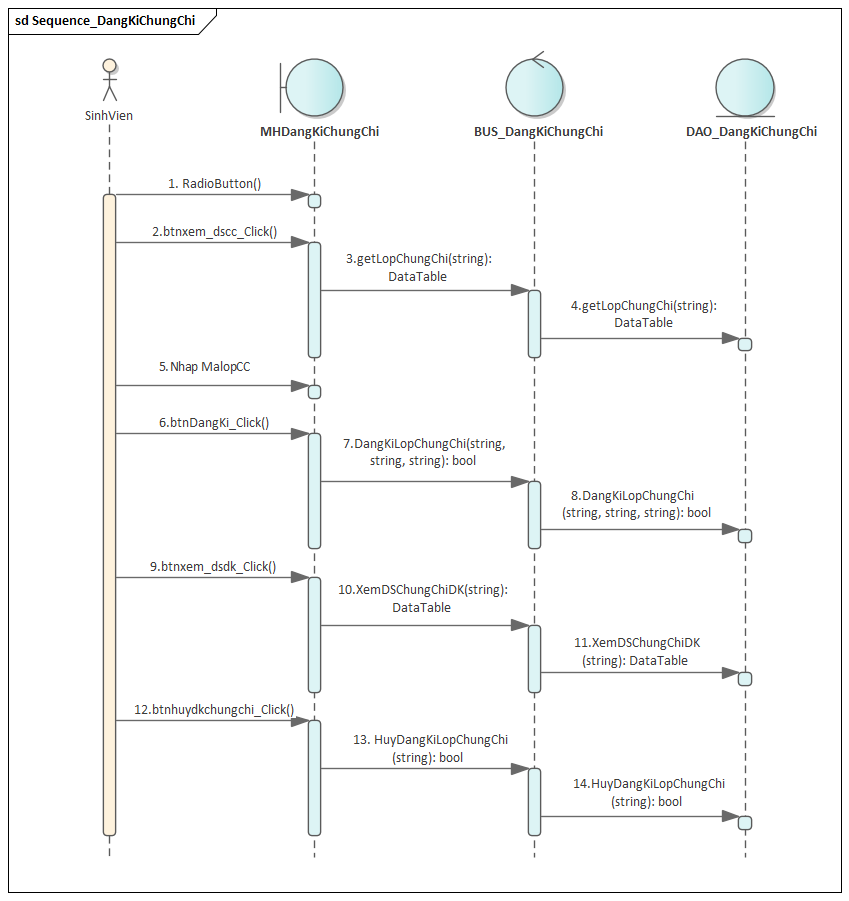 sd Sequence_DangKiChungChi
SinhVien
MHDangKiChungChi
BUS_DangKiChungChi
DAO_DangKiChungChi
1. RadioButton()
2.btnxem_dscc_Click()
3.getLopChungChi(string):
DataTable
4.getLopChungChi(string):
DataTable
5.Nhap MalopCC
6.btnDangKi_Click()
7.DangKiLopChungChi(string,
string, string): bool
8.DangKiLopChungChi
(string, string, string): bool
9.btnxem_dsdk_Click()
10.XemDSChungChiDK(string):
DataTable
11.XemDSChungChiDK
(string): DataTable
12.btnhuydkchungchi_Click()
13. HuyDangKiLopChungChi
(string): bool
14.HuyDangKiLopChungChi
(string): bool